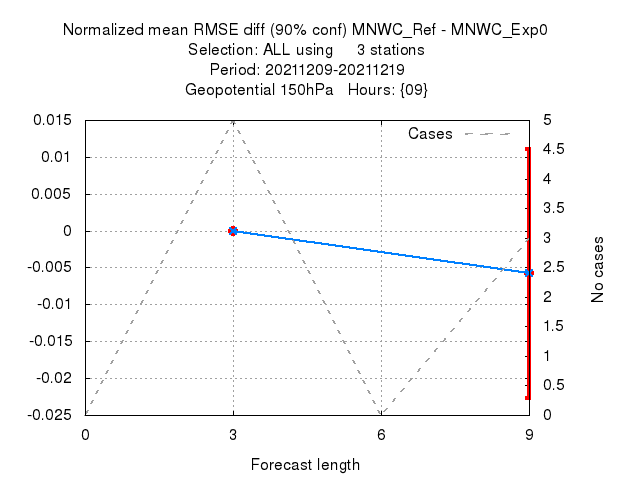 Normalized mean RMSE diff (90% conf) MNWC_Ref - MNWC_Exp0
Selection: ALL using 3 stations
Period: 20211209-20211219
Geopotential 150hPa Hours: {09}
Cases
0.015
0.01
0.005
0
-0.005
-0.01
-0.015
-0.02
-0.025
5
4.5
4
3.5
3
2.5
2
1.5
1
0.5
0
No cases
0 3 6 9
Forecast length